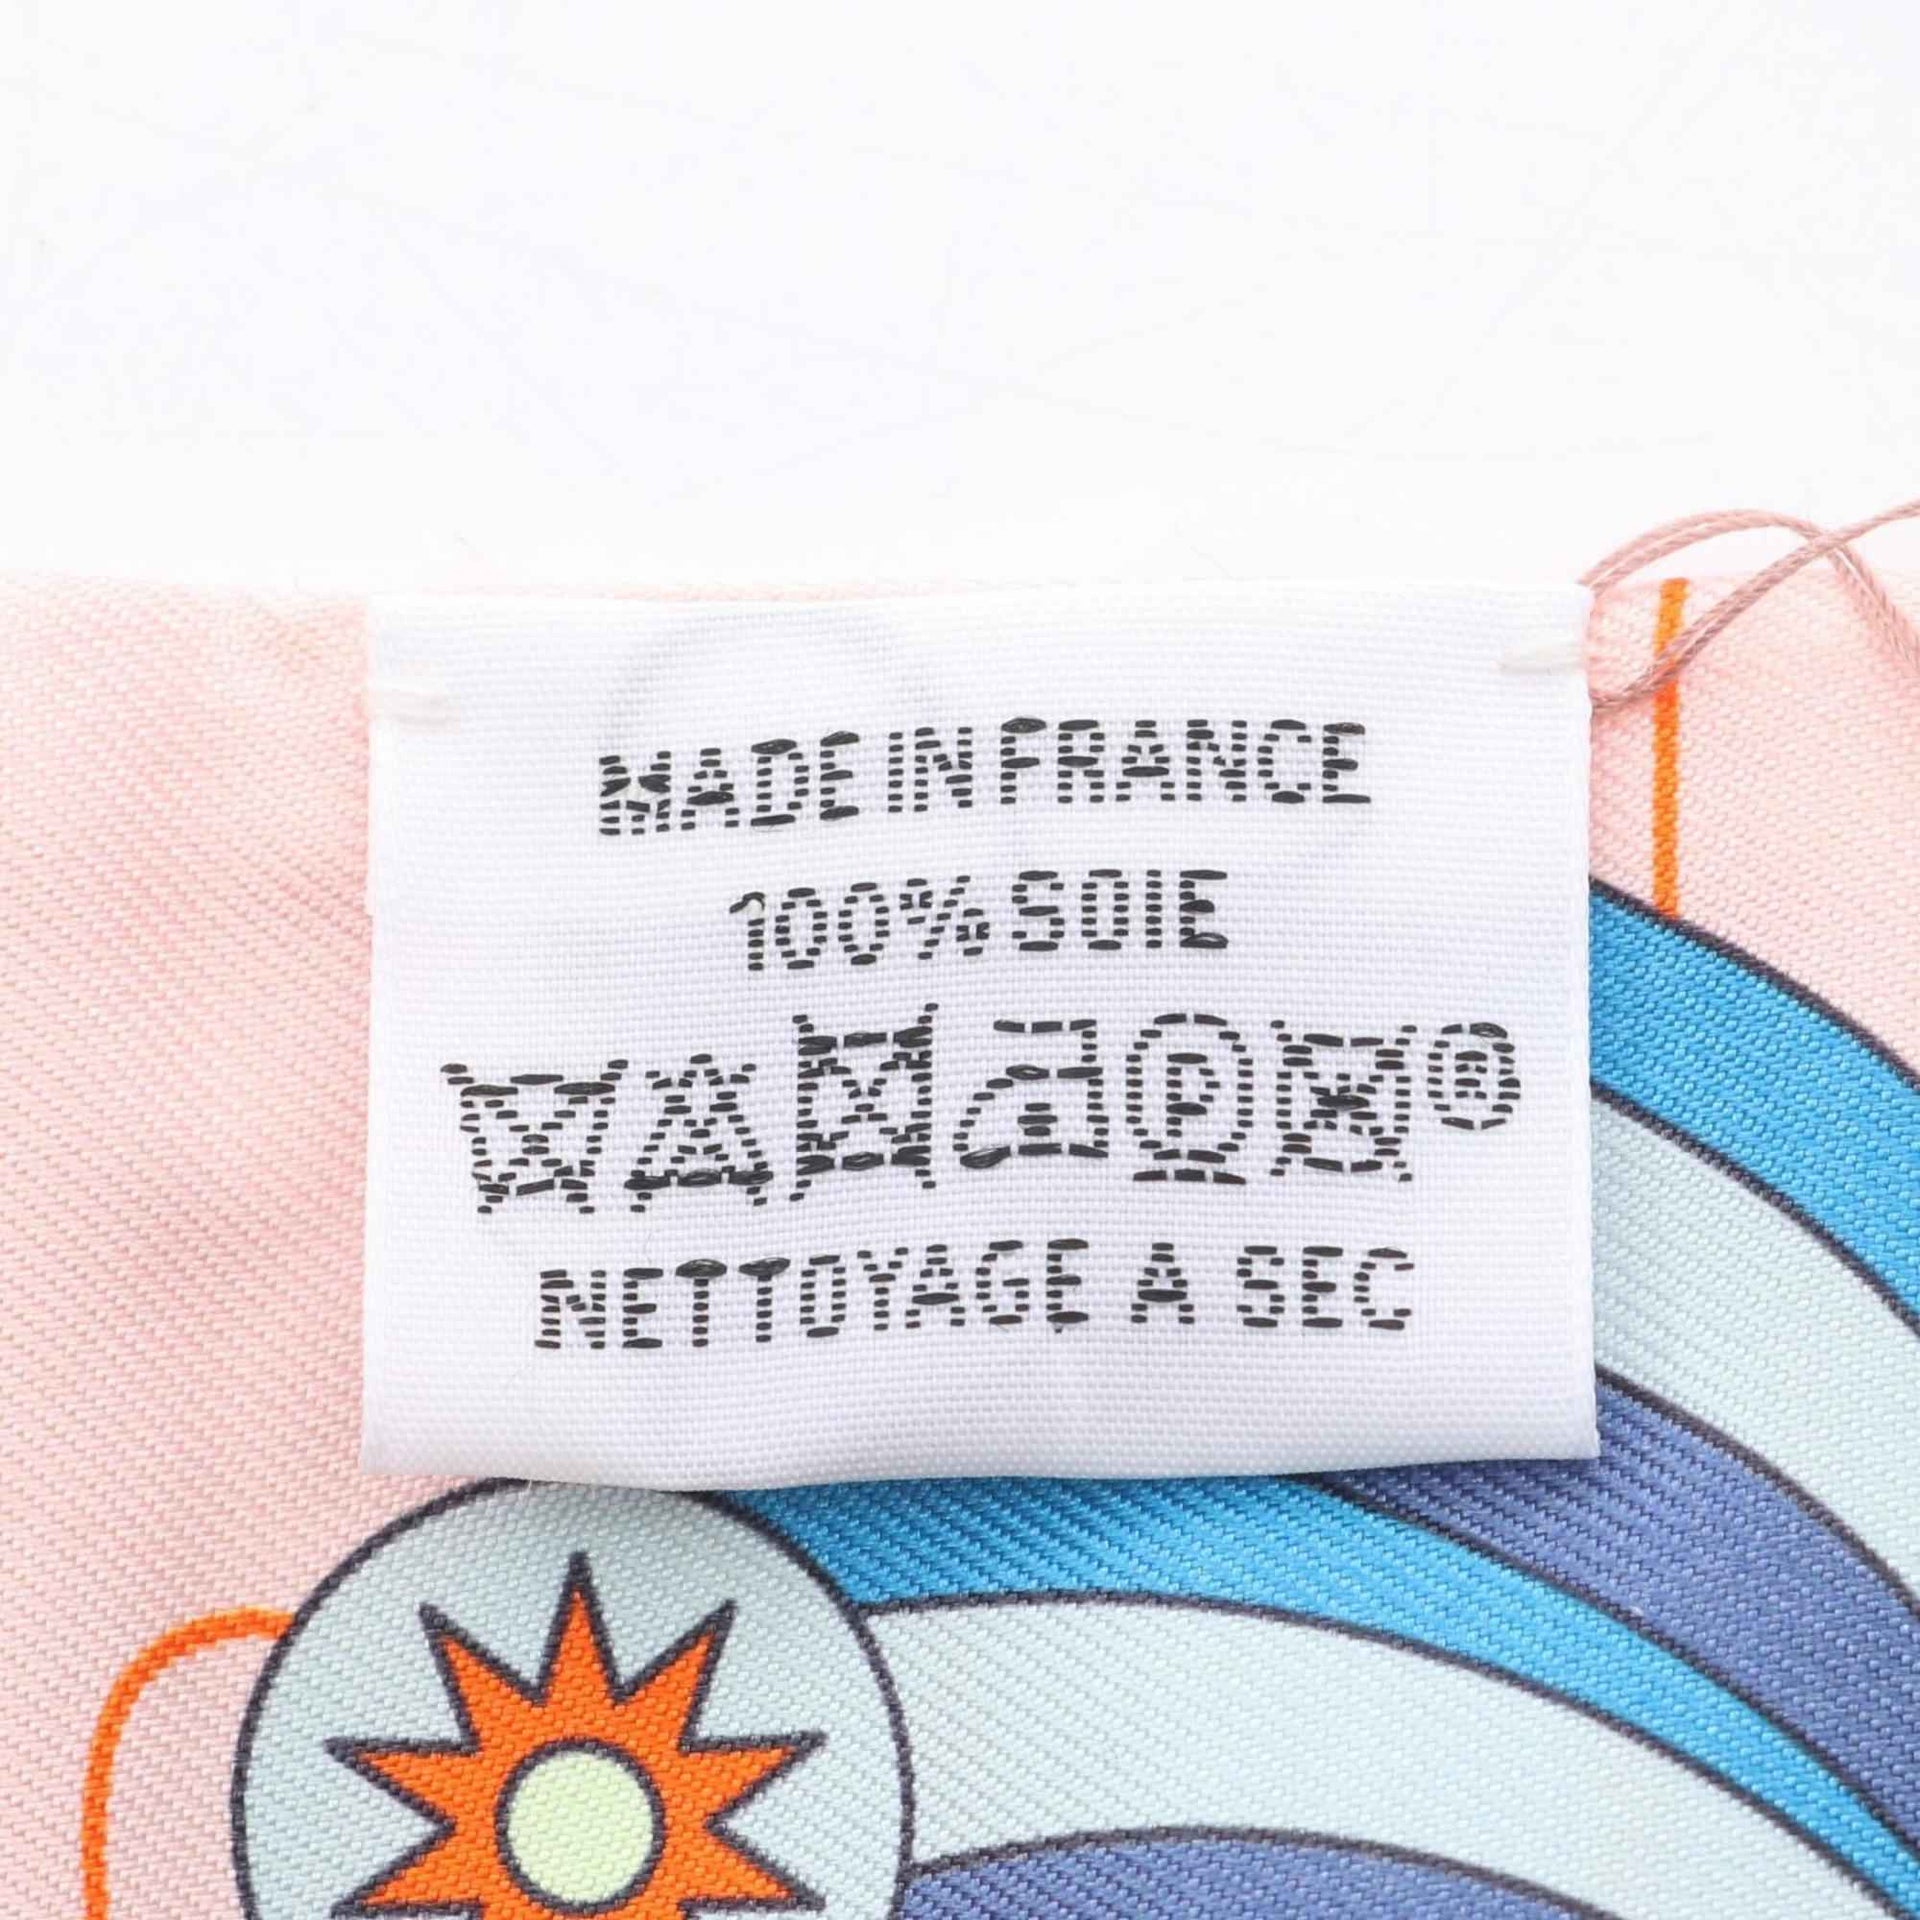 MADE IN FRANCE
100% SOIE
P ®
NETTOYAGE A SEC